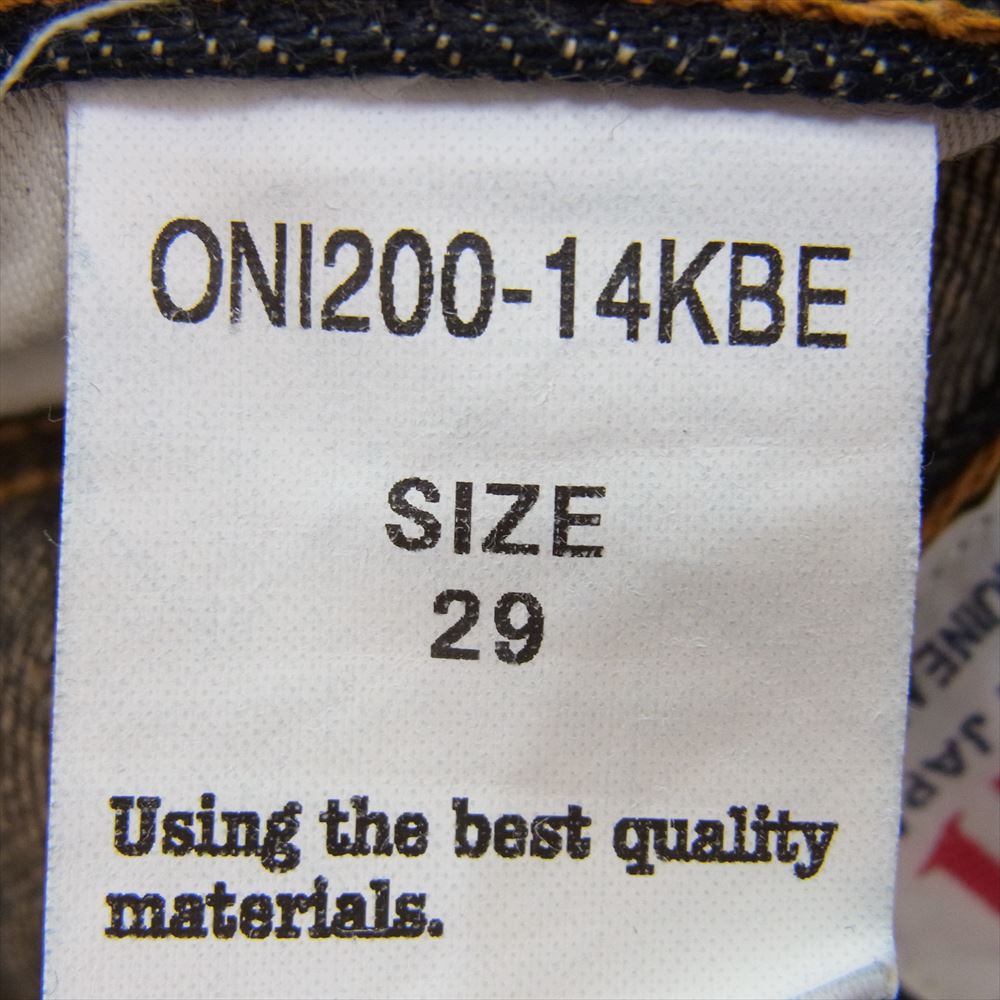 ONI200-14KBE
SIZE
29
Using the best quality
materials.